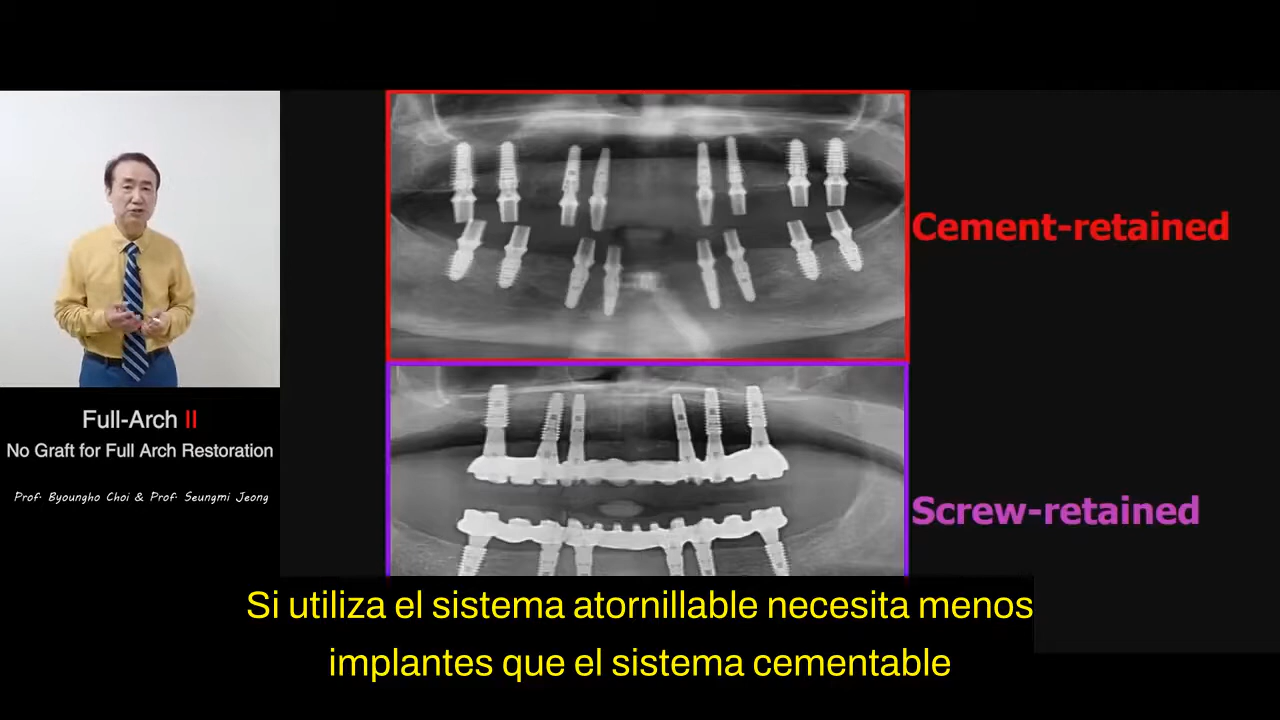 Cement-retained
Full-Arch II
No Graft for Full Arch Restoration
Prof. Byoungho Choi & Prof. Seungmi Jeong
Screw-retained
Si utiliza el sistema atornillable necesita menos
implantes que el sistema cementable